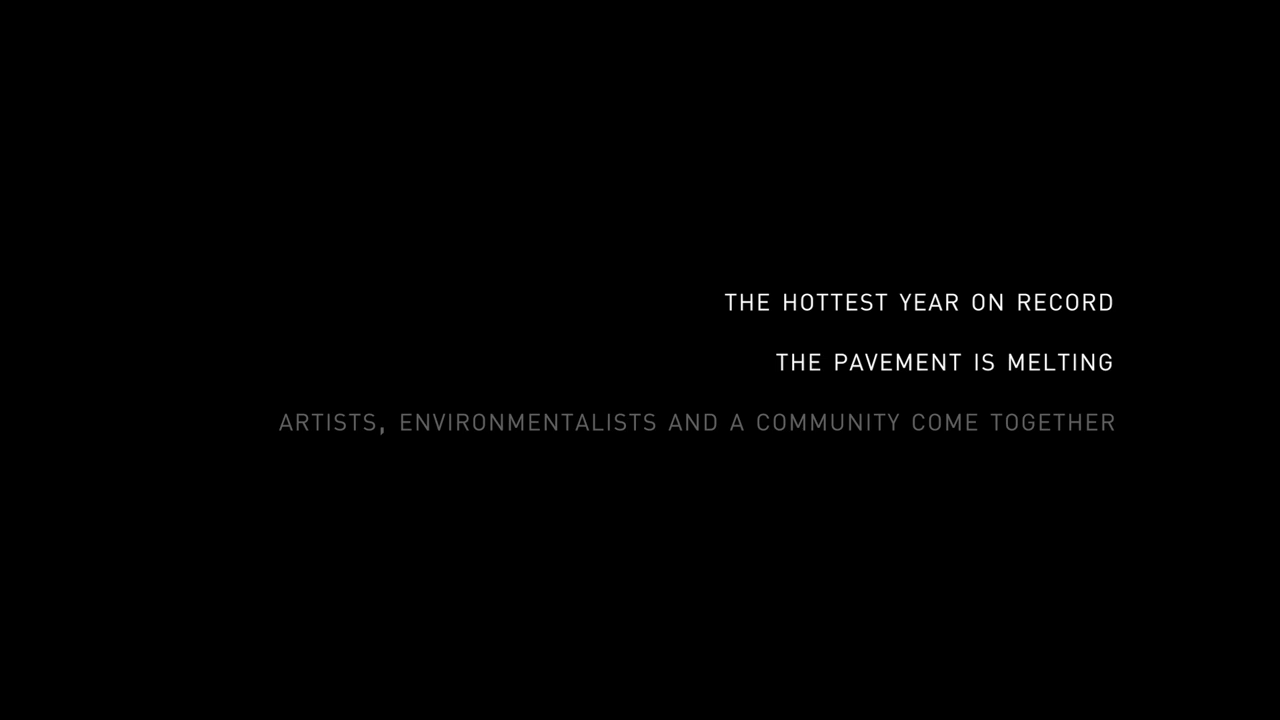 THE HOTTEST YEAR ON RECORD
THE PAVEMENT IS MELTING
ARTISTS, ENVIRONMENTALISTS AND A COMMUNITY COME TOGETHER